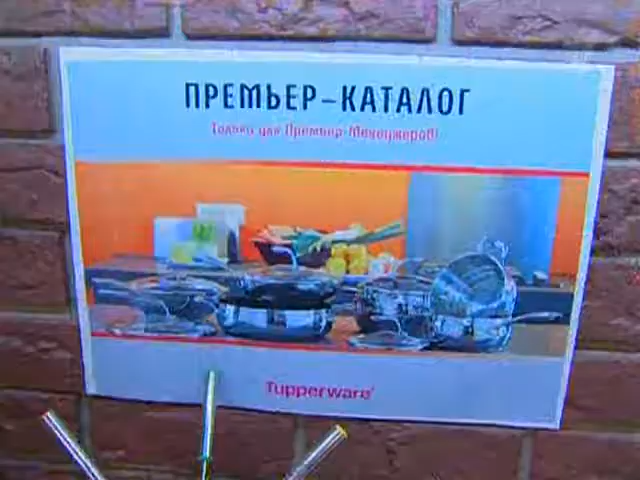 ПРЕМЬЕР-КАТАЛОГ
Только для Премьер-Менеджеров!
Tupperware®